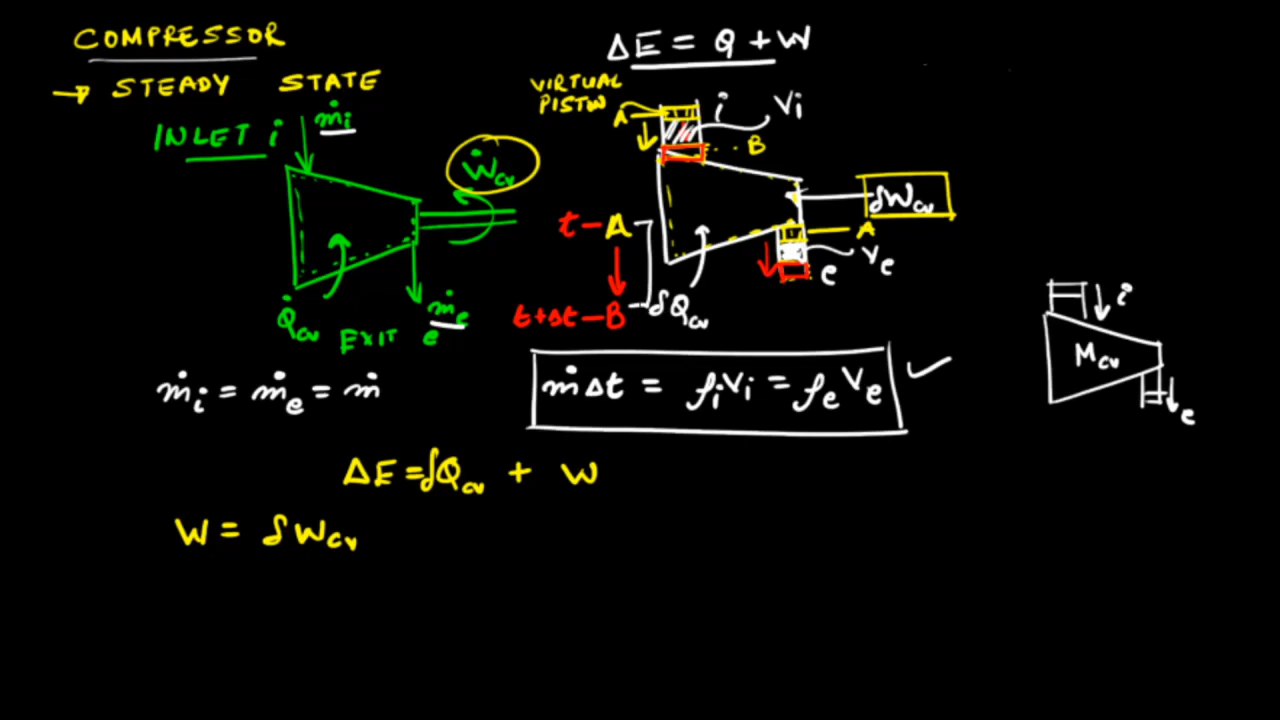 COMPRESSOR
→ STEADY STATE
INLET i
ṁi
Ẇcv
Q̇cv
EXIT e
ṁe
ṁi = ṁe = ṁ
ΔE = Q + W
VIRTUAL
PISTON
A
i
Vi
B
δWcv
A
Ve
e
δQcv
t - A
t+Δt - B
ṁΔt = ρiVi = ρeVe ✓
i
Mcv
e
ΔE = δQcv + W
W = δWcv